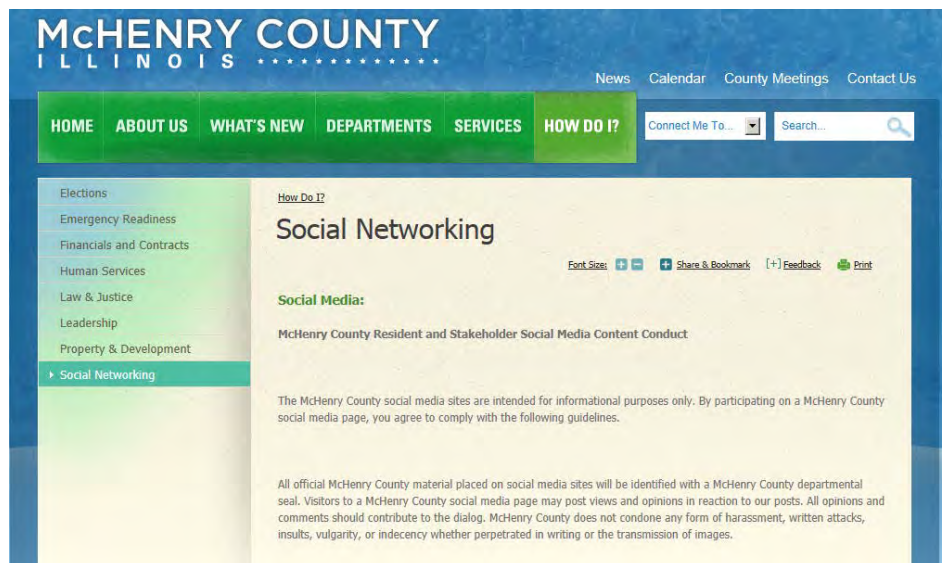 McHENRY COUNTY
ILLINOIS
News Calendar County Meetings Contact Us
HOME ABOUT US WHAT'S NEW DEPARTMENTS SERVICES HOW DO I? Connect Me To... Search...
Elections
Emergency Readiness
Financials and Contracts
Human Services
Law & Justice
Leadership
Property & Development
Social Networking
How Do I?
Social Networking
Font Size: + - Share & Bookmark [+] Feedback Print
Social Media:
McHenry County Resident and Stakeholder Social Media Content Conduct
The McHenry County social media sites are intended for informational purposes only. By participating on a McHenry County
social media page, you agree to comply with the following guidelines.
All official McHenry County material placed on social media sites will be identified with a McHenry County departmental
seal. Visitors to a McHenry County social media page may post views and opinions in reaction to our posts. All opinions and
comments should contribute to the dialog. McHenry County does not condone any form of harassment, written attacks,
insults, vulgarity, or indecency whether perpetrated in writing or the transmission of images.